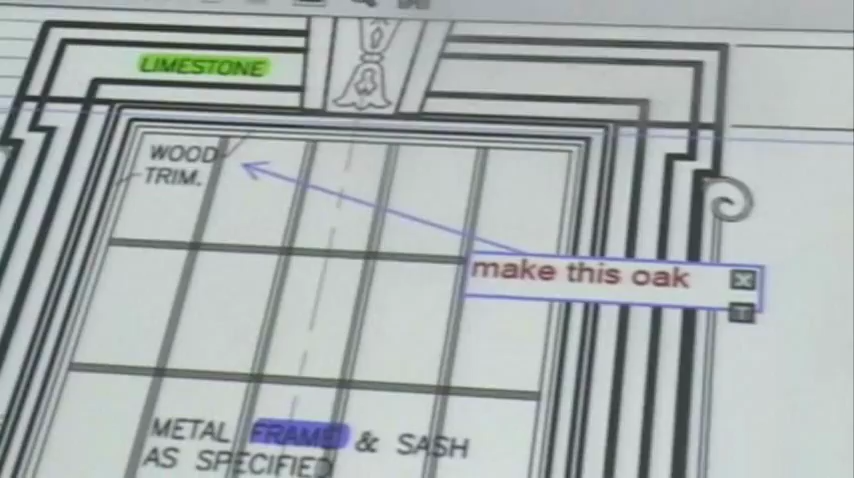 LIMESTONE
WOOD
TRIM.
make this oak
METAL FRAME & SASH
AS SPECIFIED